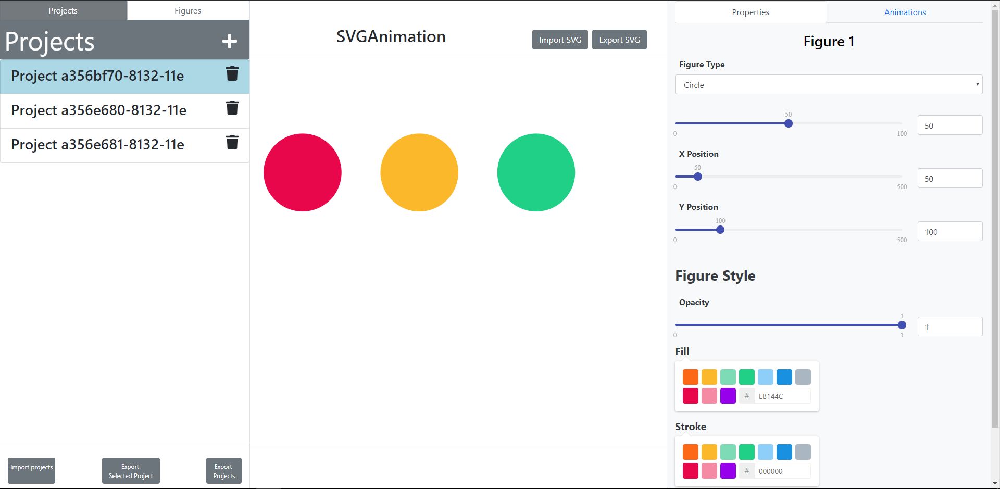 Projects
Figures
Projects
Project a356bf70-8132-11e
Project a356e680-8132-11e
Project a356e681-8132-11e
Import projects
Export
Selected Project
Export
Projects
SVGAnimation
Import SVG
Export SVG
Properties
Animations
Figure 1
Figure Type
Circle
50
0
100
50
X Position
50
0
500
50
Y Position
100
0
500
100
Figure Style
Opacity
1
0
1
1
Fill
# EB144C
Stroke
# 000000